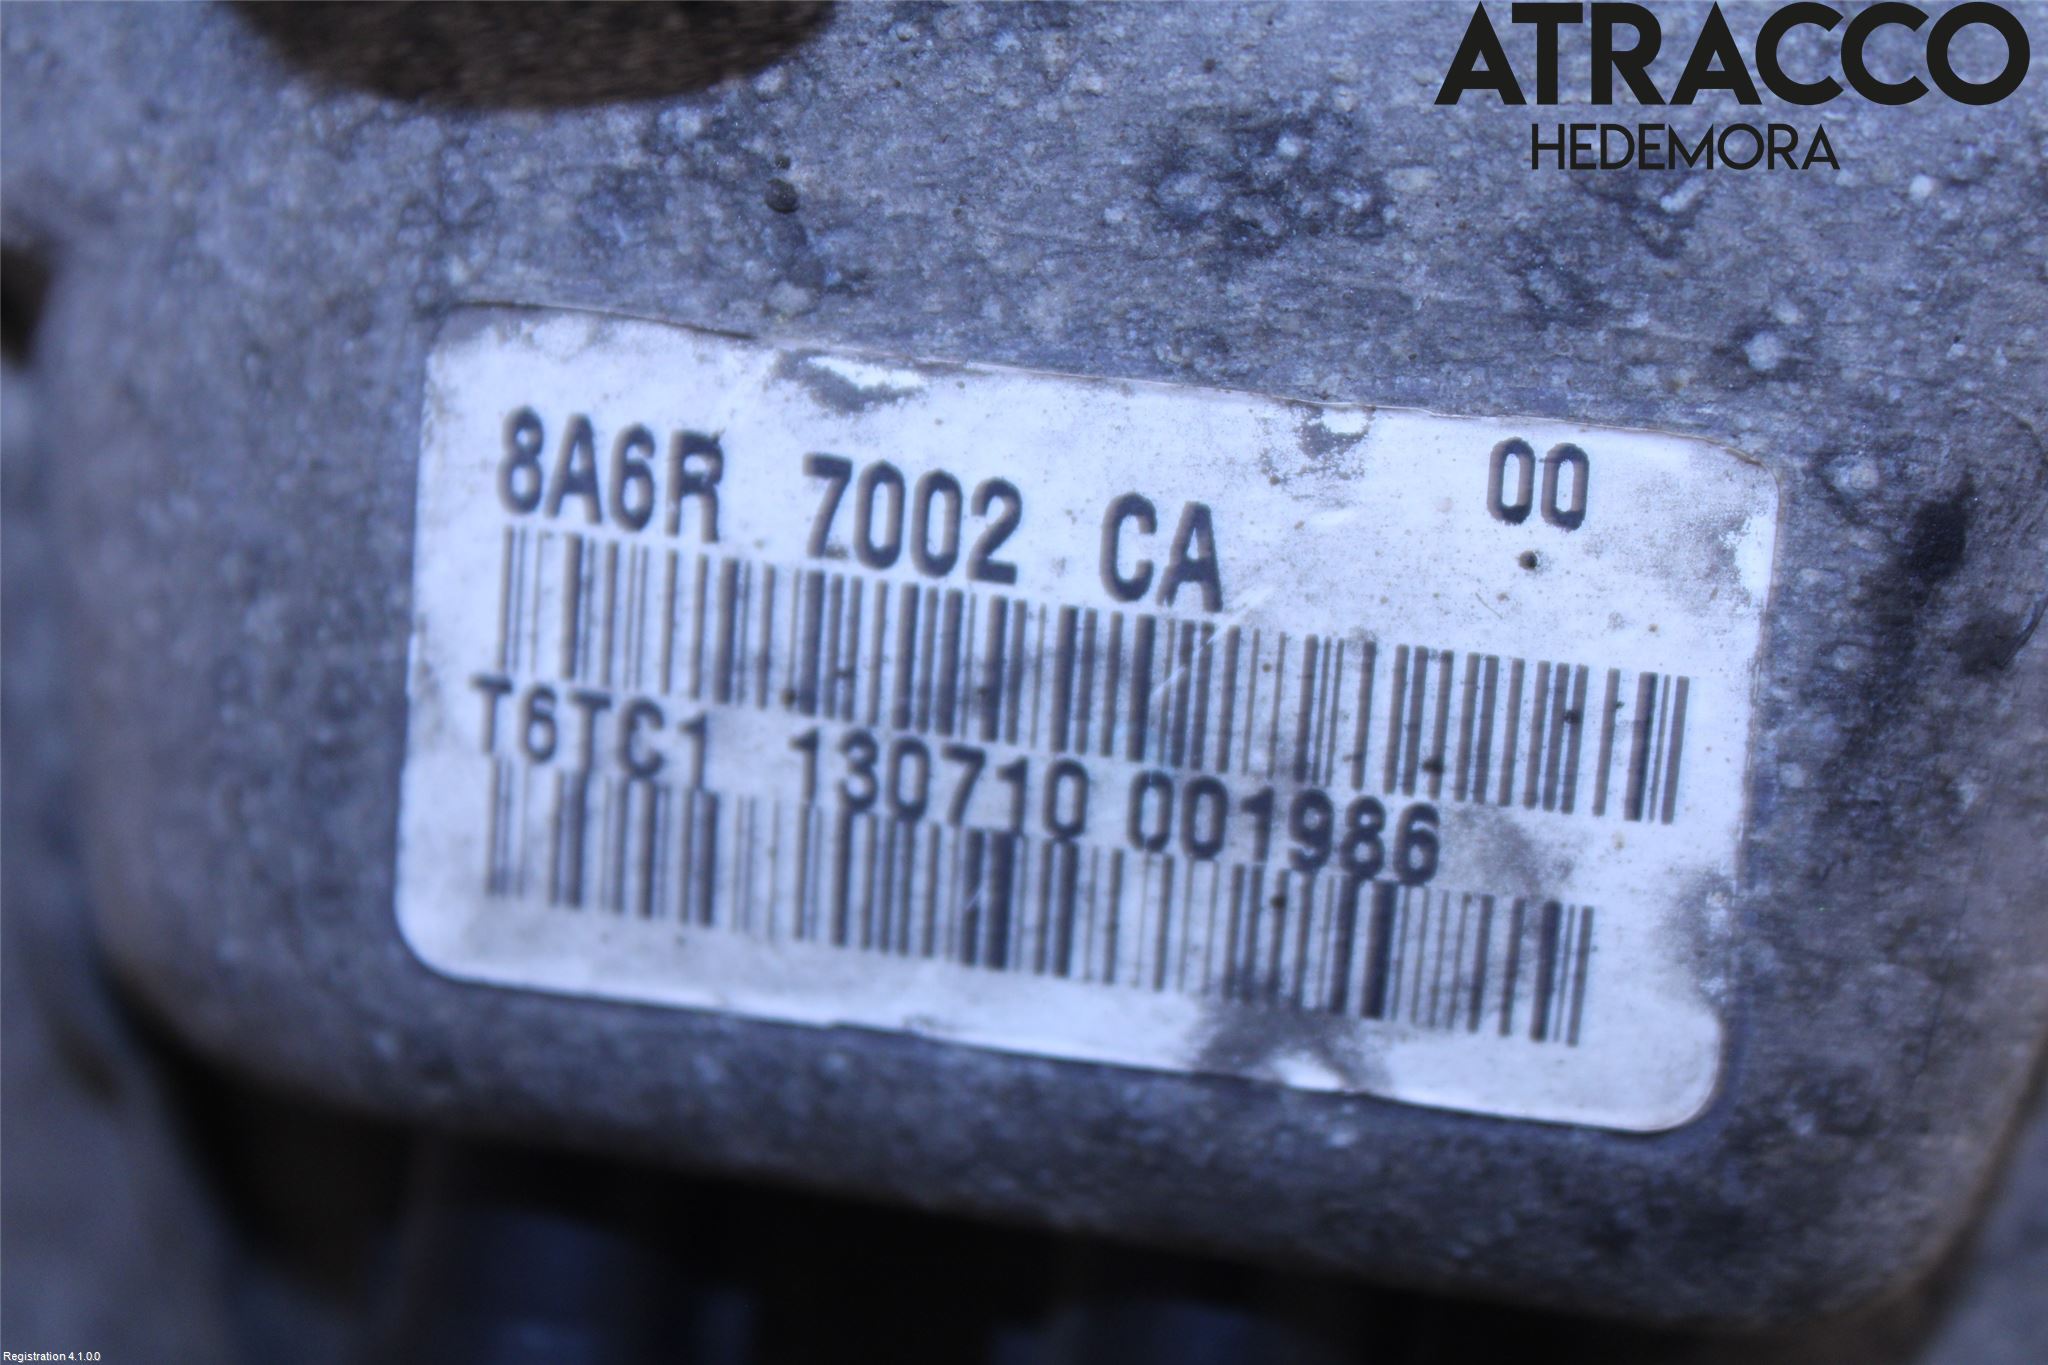 ATRACCO
HEDEMORA
8A6R 7002 CA 00
T6TC1 130710 001986
Registration 4.1.0.0